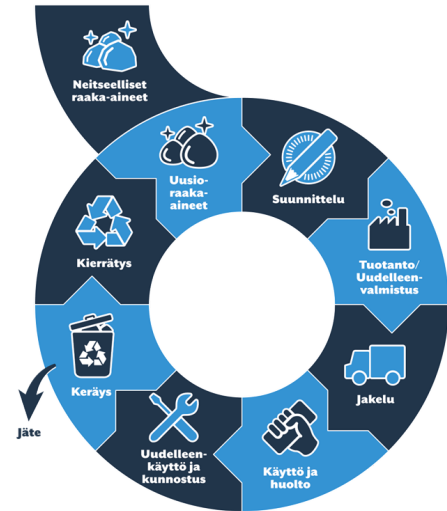 Neitseelliset
raaka-aineet
Uusio-
raaka-
aineet
Suunnittelu
Tuotanto/
Uudelleen-
valmistus
Jakelu
Käyttö ja
huolto
Uudelleen-
käyttö ja
kunnostus
Keräys
Jäte
Kierrätys